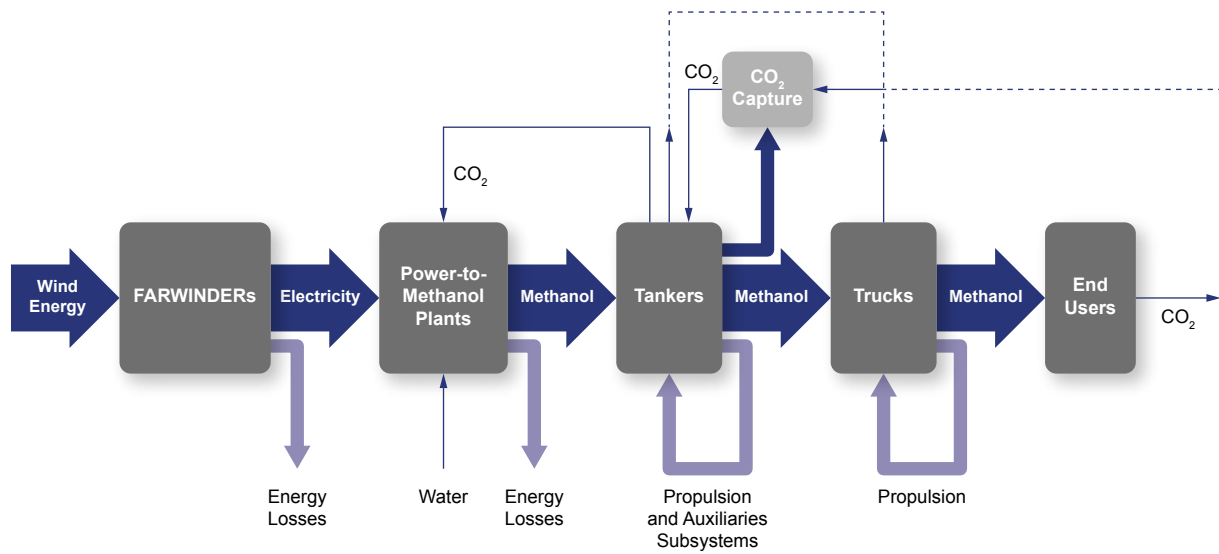 CO2
CO2
Capture
CO2
Wind
Energy
FARWINDERs
Electricity
Power-to-
Methanol
Plants
Methanol
Tankers
Methanol
Trucks
Methanol
End
Users
CO2
Energy
Losses
Water
Energy
Losses
Propulsion
and Auxiliaries
Subsystems
Propulsion